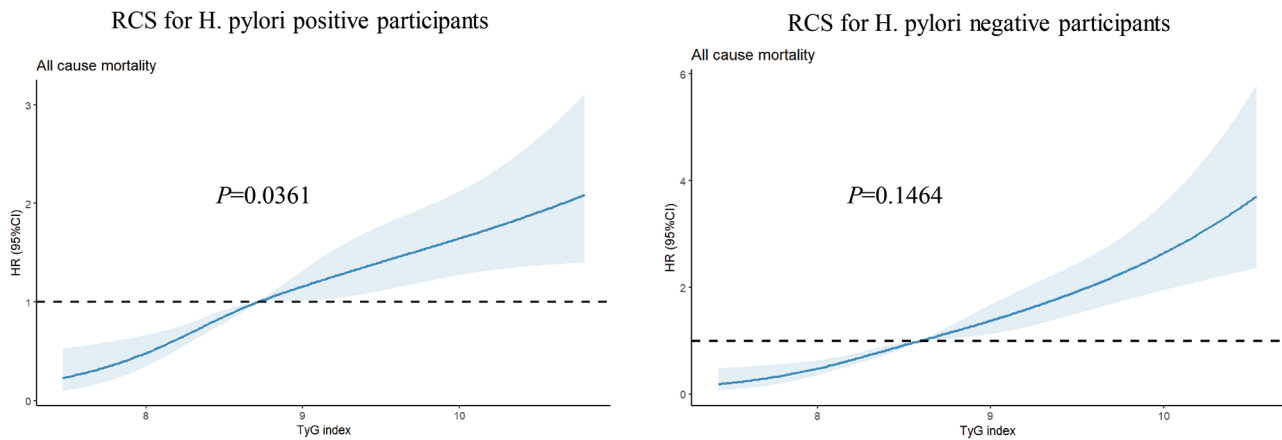 RCS for H. pylori positive participants
All cause mortality
3
2
1
0
HR (95%CI)
P=0.0361
8
9
10
TyG index
RCS for H. pylori negative participants
All cause mortality
6
4
2
0
HR (95%CI)
P=0.1464
8
9
10
TyG index